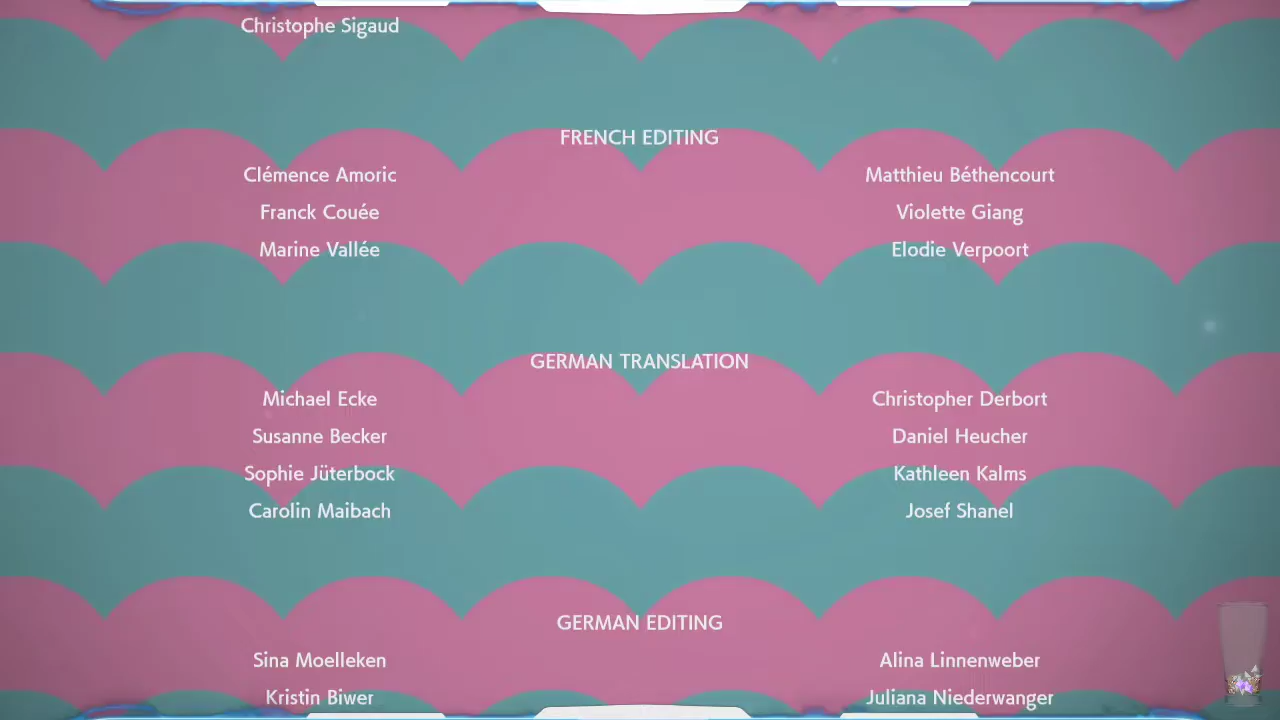 Christophe Sigaud
FRENCH EDITING
Clémence Amoric Matthieu Béthencourt
Franck Couée Violette Giang
Marine Vallée Elodie Verpoort
GERMAN TRANSLATION
Michael Ecke Christopher Derbort
Susanne Becker Daniel Heucher
Sophie Jüterbock Kathleen Kalms
Carolin Maibach Josef Shanel
GERMAN EDITING
Sina Moelleken Alina Linnenweber
Kristin Biwer Juliana Niederwanger